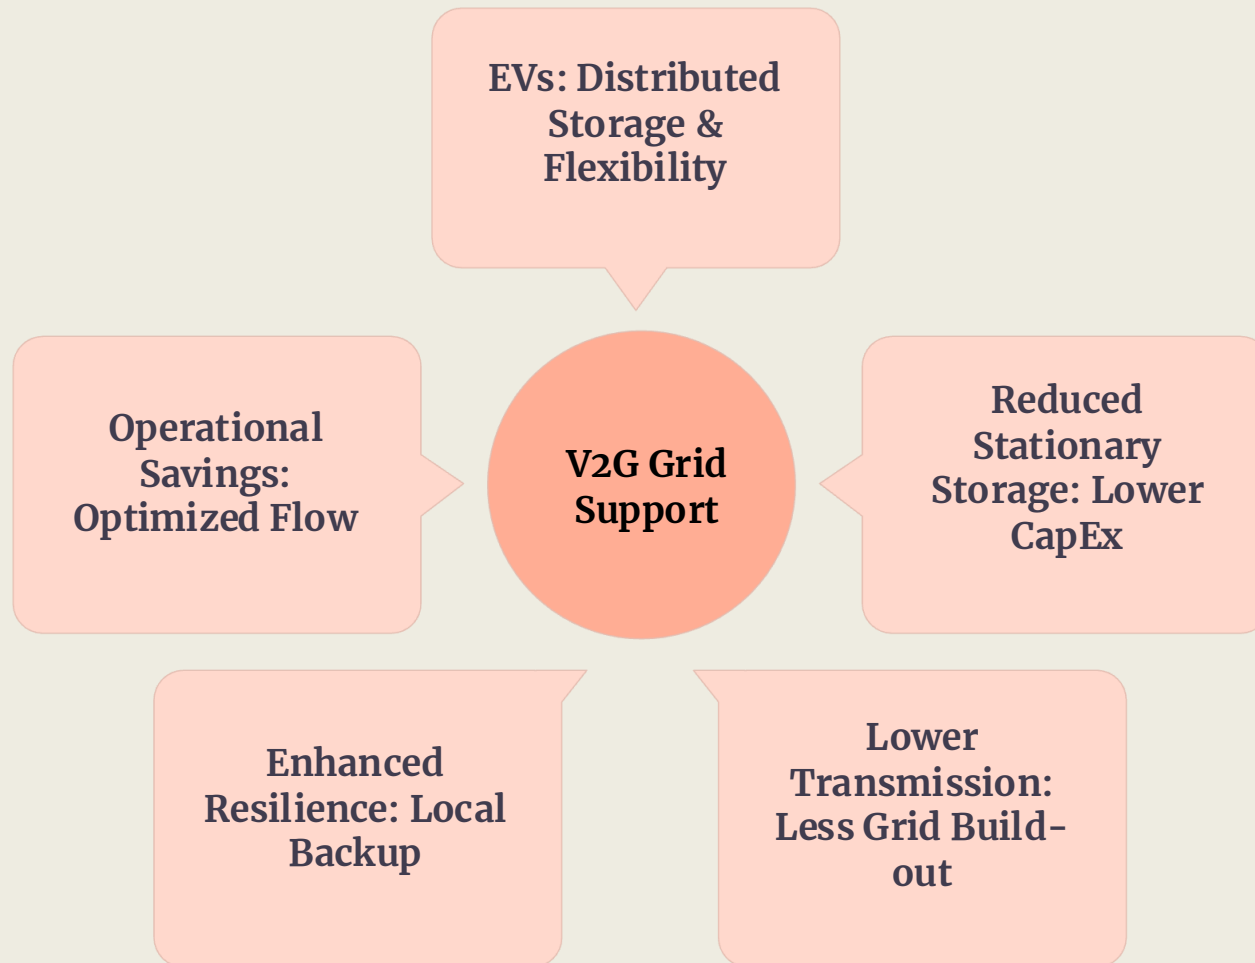 EVs: Distributed
Storage &
Flexibility
Operational
Savings:
Optimized Flow
V2G Grid
Support
Reduced
Stationary
Storage: Lower
CapEx
Enhanced
Resilience: Local
Backup
Lower
Transmission:
Less Grid Build-
out